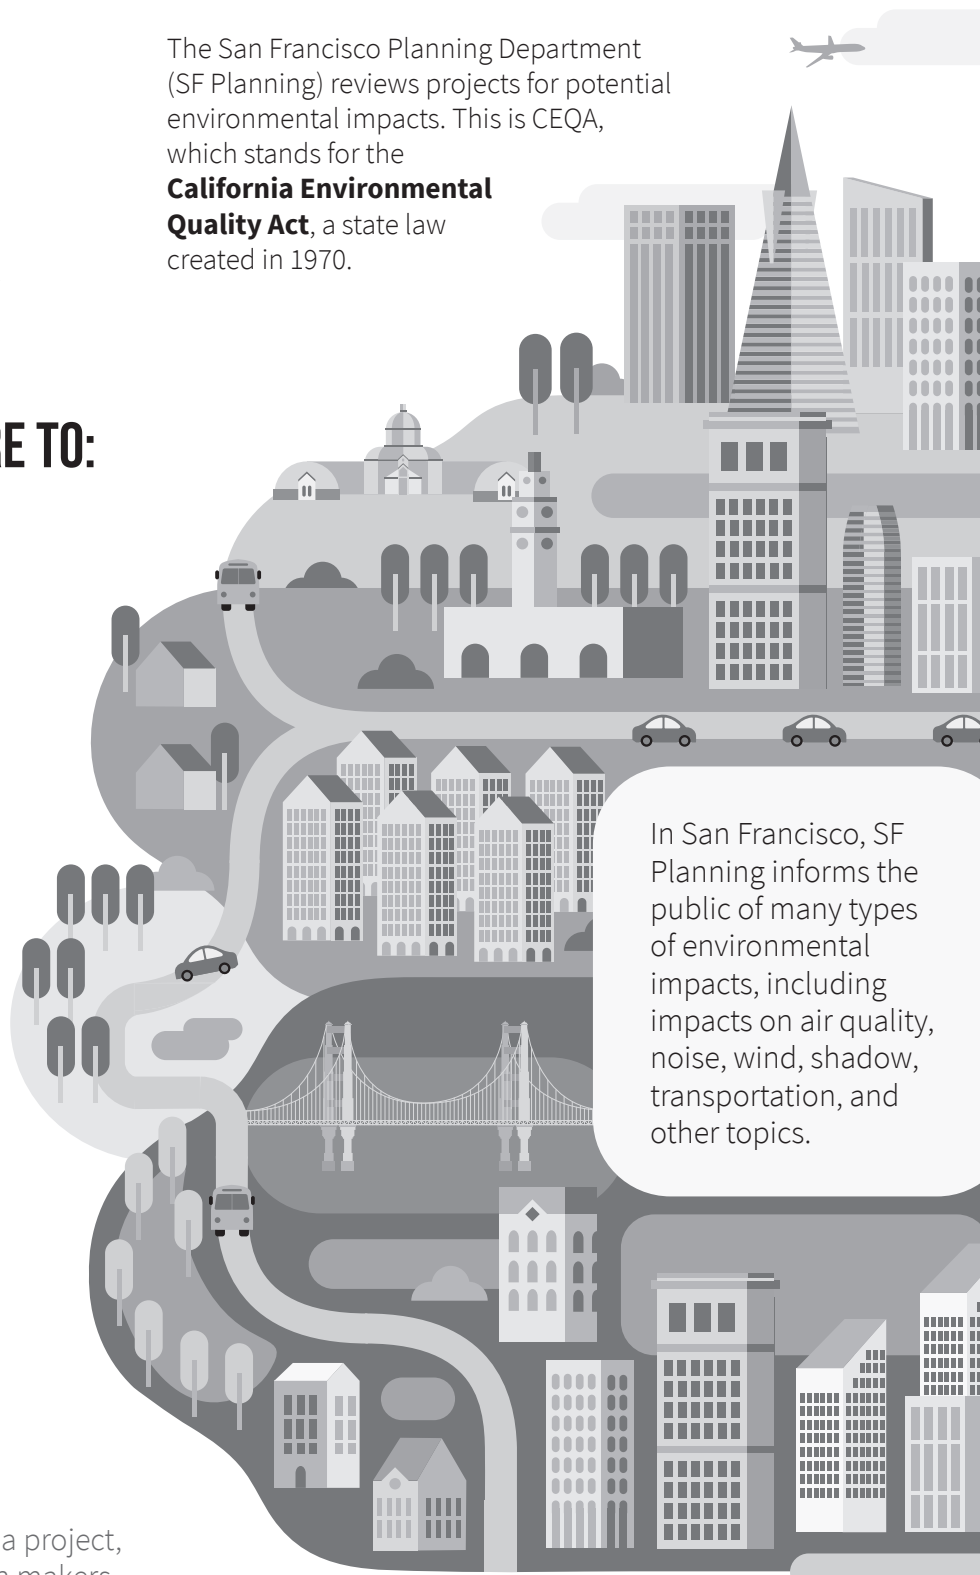 The San Francisco Planning Department
(SF Planning) reviews projects for potential
environmental impacts. This is CEQA,
which stands for the
California Environmental
Quality Act, a state law
created in 1970.
RE TO:
In San Francisco, SF
Planning informs the
public of many types
of environmental
impacts, including
impacts on air quality,
noise, wind, shadow,
transportation, and
other topics.
a project,
makers